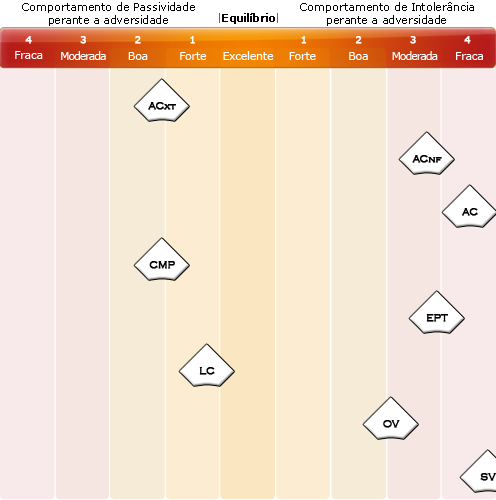 Comportamento de Passividade
perante a adversidade
|Equilíbrio|
Comportamento de Intolerância
perante a adversidade
4 3 2 1 1 2 3 4
Fraca Moderada Boa Forte Excelente Forte Boa Moderada Fraca
ACXT
ACNF
AC
CMP
EPT
LC
OV
SV